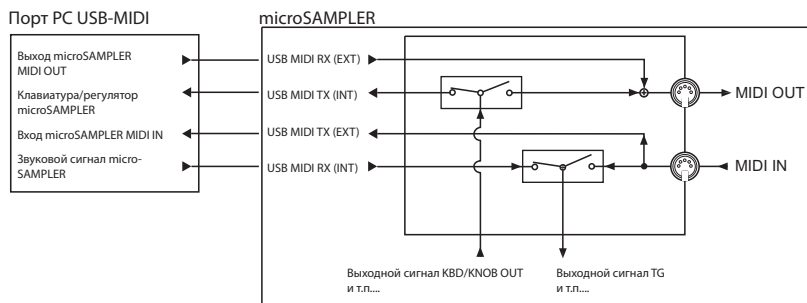 Порт PC USB-MIDI
microSAMPLER
Выход microSAMPLER
MIDI OUT
USB MIDI RX (EXT)
Клавиатура/регулятор
microSAMPLER
USB MIDI TX (INT)
MIDI OUT
Вход microSAMPLER MIDI IN
USB MIDI TX (EXT)
Звуковой сигнал micro-
SAMPLER
USB MIDI RX (INT)
MIDI IN
Выходной сигнал KBD/KNOB OUT
и т.п....
Выходной сигнал TG
и т.п....